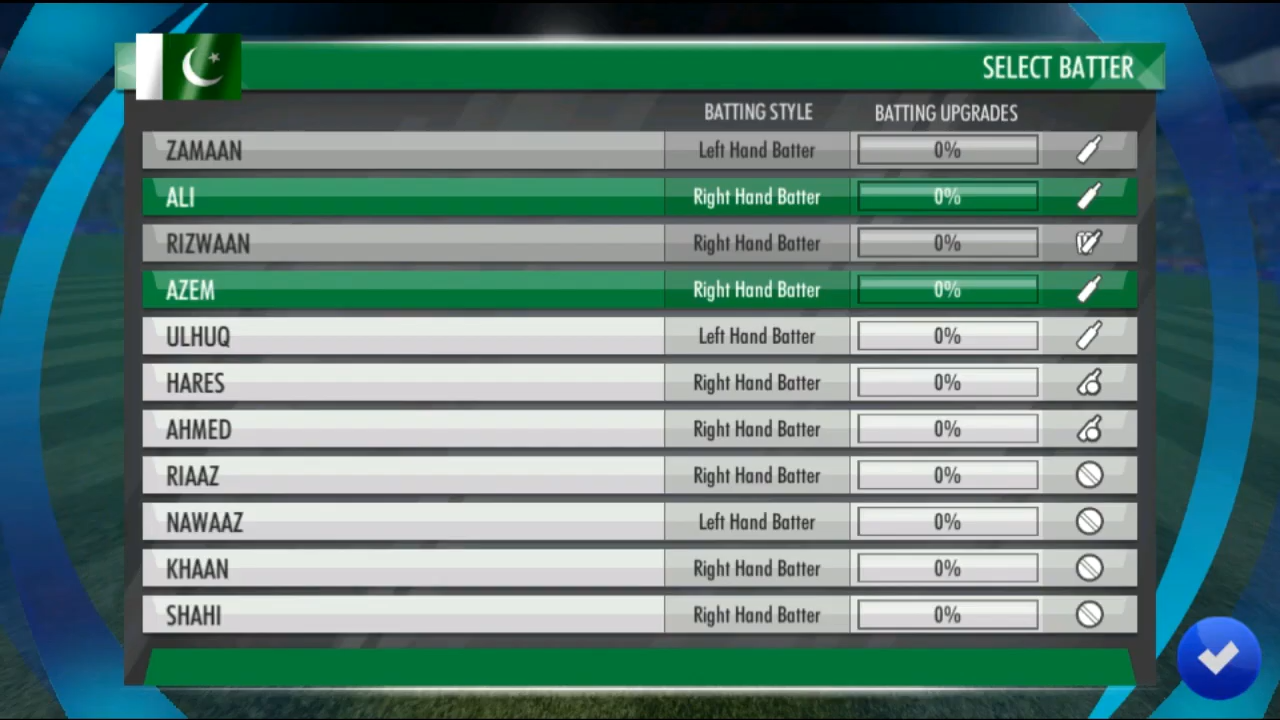 SELECT BATTER
BATTING STYLE BATTING UPGRADES
ZAMAAN Left Hand Batter 0%
ALI Right Hand Batter 0%
RIZWAAN Right Hand Batter 0%
AZEM Right Hand Batter 0%
ULHUQ Left Hand Batter 0%
HARES Right Hand Batter 0%
AHMED Right Hand Batter 0%
RIAAZ Right Hand Batter 0%
NAWAAZ Left Hand Batter 0%
KHAAN Right Hand Batter 0%
SHAHI Right Hand Batter 0%